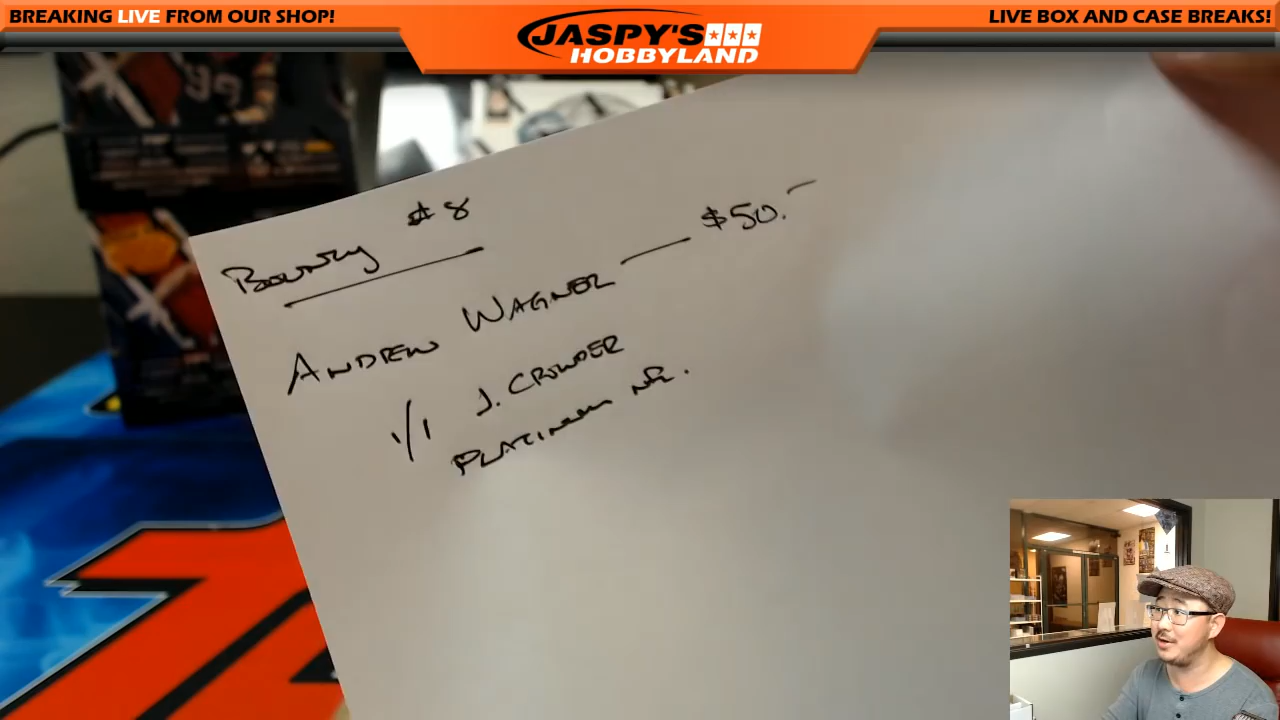 BREAKING LIVE FROM OUR SHOP!
JASPY'S
HOBBYLAND
LIVE BOX AND CASE BREAKS!
BOUNTY #8
ANDREW WAGNER — $50.—
1/1 J. CROWDER
PLATINUM NR.
99